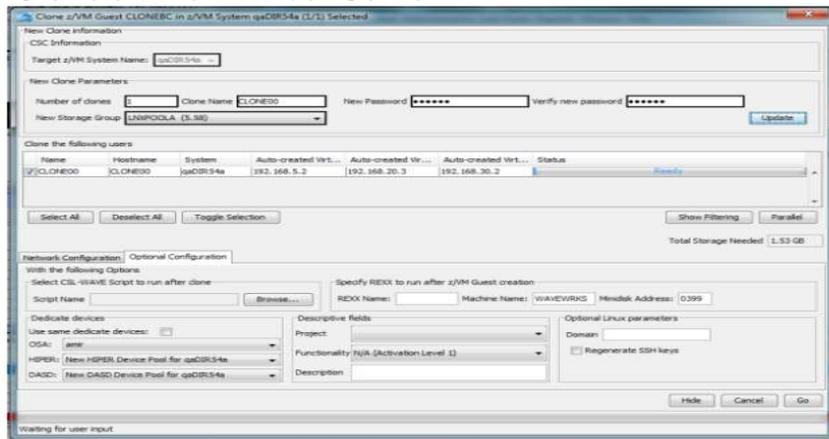 Clone z/VM Guest CLONEBC in z/VM System qaDIR54a (1/1) Selected
New Clone Information
CSC Information
Target z/VM System Name: qaDIR54a
New Clone Parameters
Number of clones 1 Clone Name CLONE00 New Password •••••• Verify new password ••••••
New Storage Group LNXPOOLA (5.58) Update
Clone the following users
Name Hostname System Auto-created Virt... Auto-created Vir... Auto-created Virt... Status
CLONE00 CLONE00 qaDIR54a 192.168.5.2 192.168.20.3 192.168.30.2 Ready
Select All Deselect All Toggle Selection Show Filtering Parallel
Total Storage Needed 1.53 GB
Network Configuration Optional Configuration
With the following Options
Select CSL-WAVE Script to run after clone Specify REXX to run after z/VM Guest creation
Script Name Browse... REXX Name: Machine Name: WAVEWRKS Minidisk Address: 0399
Dedicate devices Descriptive fields Optional Linux parameters
Use same dedicate devices: Project Domain
OSA: amir Functionality N/A (Activation Level 1) Regenerate SSH keys
HIPER: New HIPER Device Pool for qaDIR54a
DASD: New DASD Device Pool for qaDIR54a Description
Hide Cancel Go
Waiting for user input